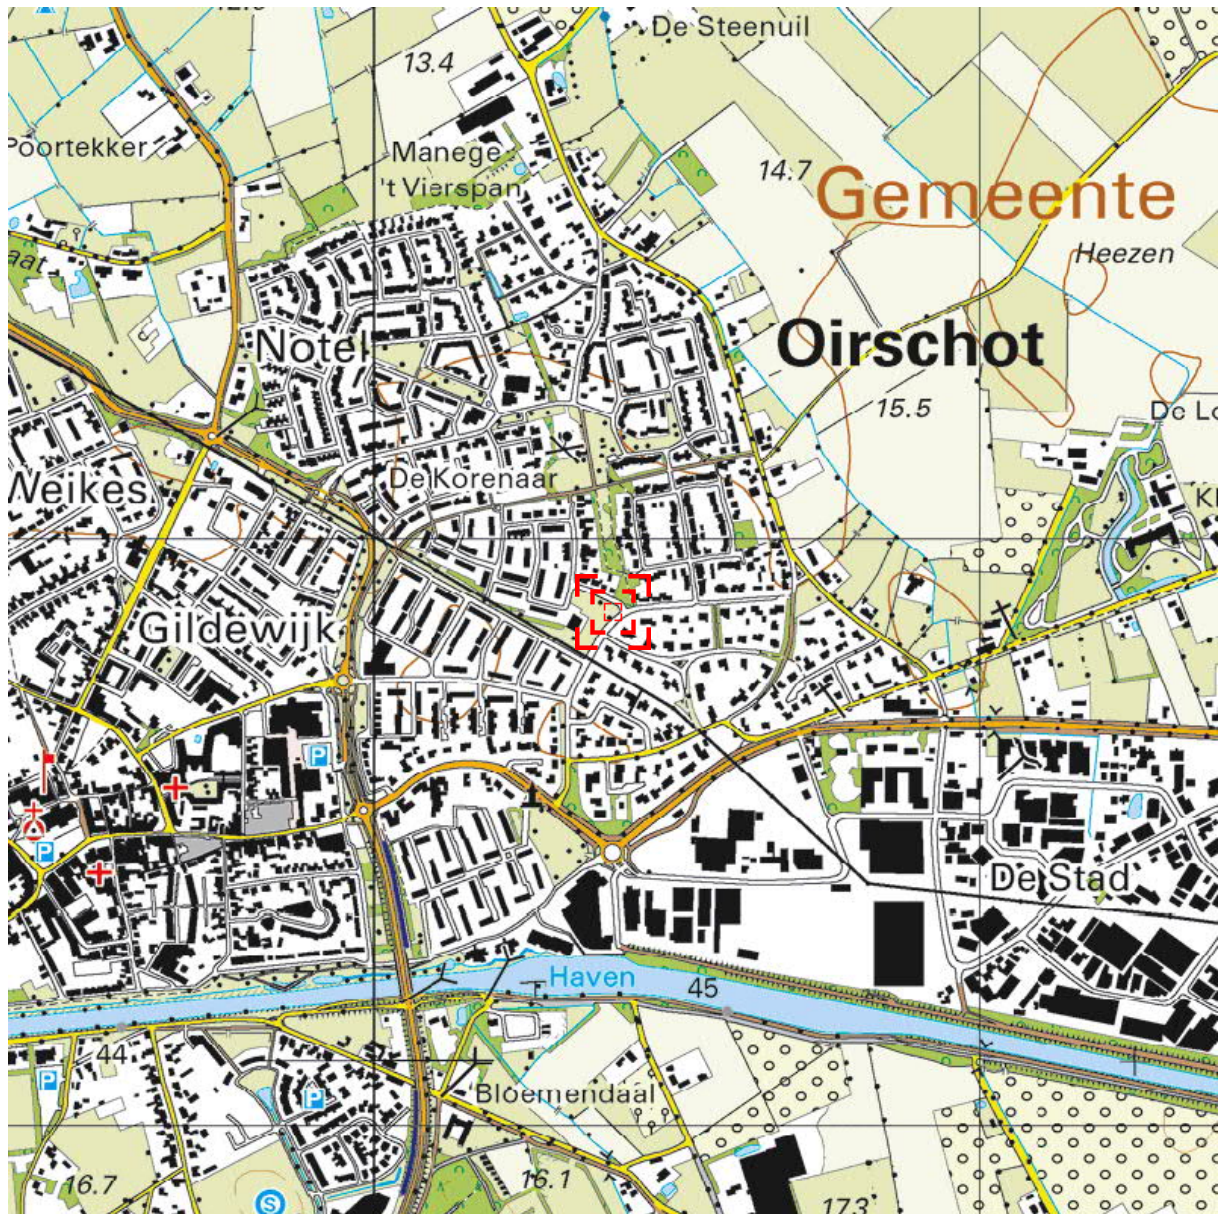 De Steenuil
13.4
Poortekker
Manege
't Vierspan
14.7
Gemeente
Heezen
Notel
Oirschot
15.5
De Korenaar
Gildewijk
P
P
De Stad
Haven
45
44
P
P
Bloemendaal
16.7
16.1
S
17.3